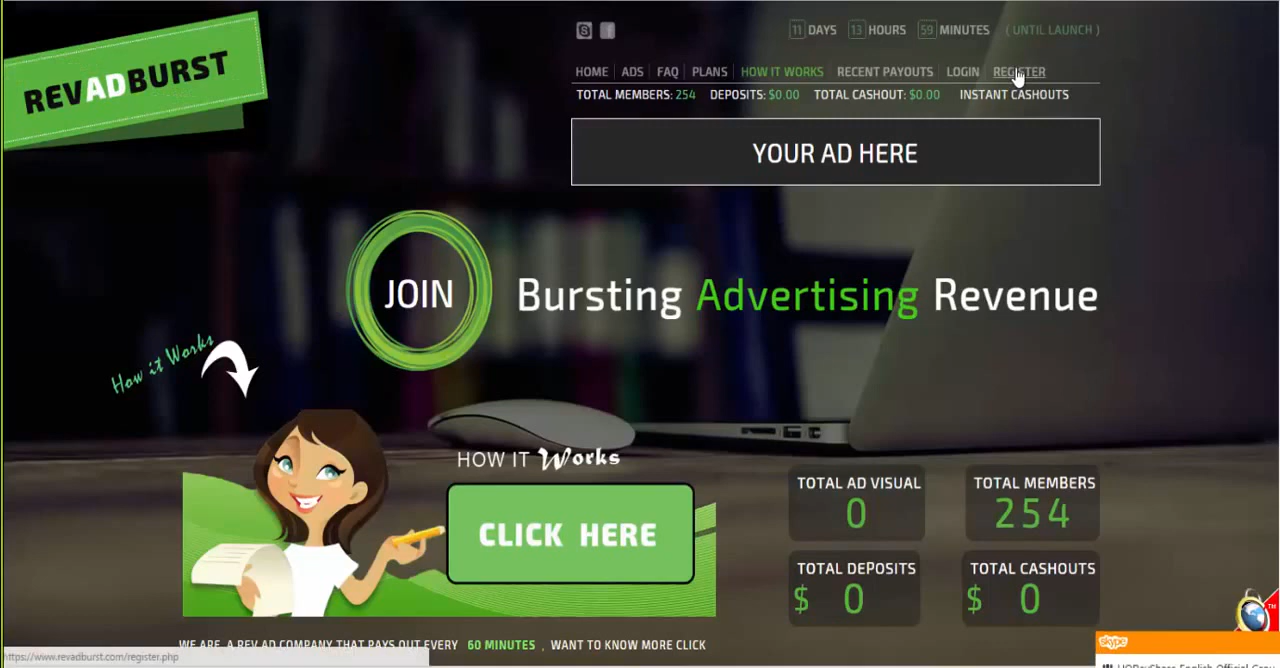 11 DAYS 13 HOURS 59 MINUTES ( UNTIL LAUNCH )
REVADBURST
HOME ADS FAQ PLANS HOW IT WORKS RECENT PAYOUTS LOGIN REGISTER
TOTAL MEMBERS: 254 DEPOSITS: $0.00 TOTAL CASHOUT: $0.00 INSTANT CASHOUTS
YOUR AD HERE
JOIN
Bursting Advertising Revenue
How it Works
HOW IT Works
CLICK HERE
TOTAL AD VISUAL
0
TOTAL MEMBERS
254
TOTAL DEPOSITS
$ 0
TOTAL CASHOUTS
$ 0
WE ARE A REV AD COMPANY THAT PAYS OUT EVERY 60 MINUTES , WANT TO KNOW MORE CLICK
https://www.revadburst.com/register.php
skype